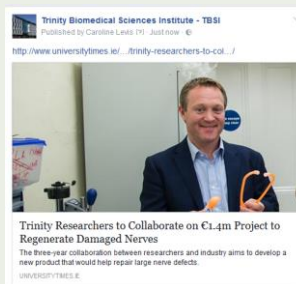 Trinity Biomedical Sciences Institute - TBSI
Published by Caroline Levis [?] · Just now ·
http://www.universitytimes.ie/.../trinity-researchers-to-col.../
Trinity Researchers to Collaborate on €1.4m Project to
Regenerate Damaged Nerves
The three-year collaboration between researchers and industry aims to develop a
new product that would help repair large nerve defects.
UNIVERSITYTIMES.IE